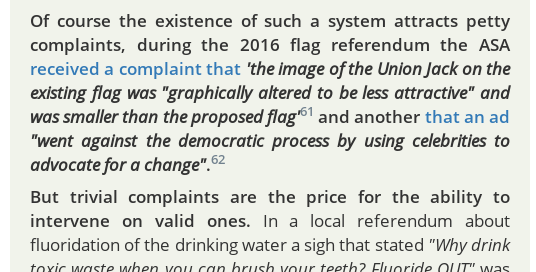 Of course the existence of such a system attracts petty
complaints, during the 2016 flag referendum the ASA
received a complaint that 'the image of the Union Jack on the
existing flag was "graphically altered to be less attractive" and
was smaller than the proposed flag'61 and another that an ad
"went against the democratic process by using celebrities to
advocate for a change".62
But trivial complaints are the price for the ability to
intervene on valid ones. In a local referendum about
fluoridation of the drinking water a sigh that stated "Why drink
toxic waste when you can brush your teeth? Fluoride OUT" was